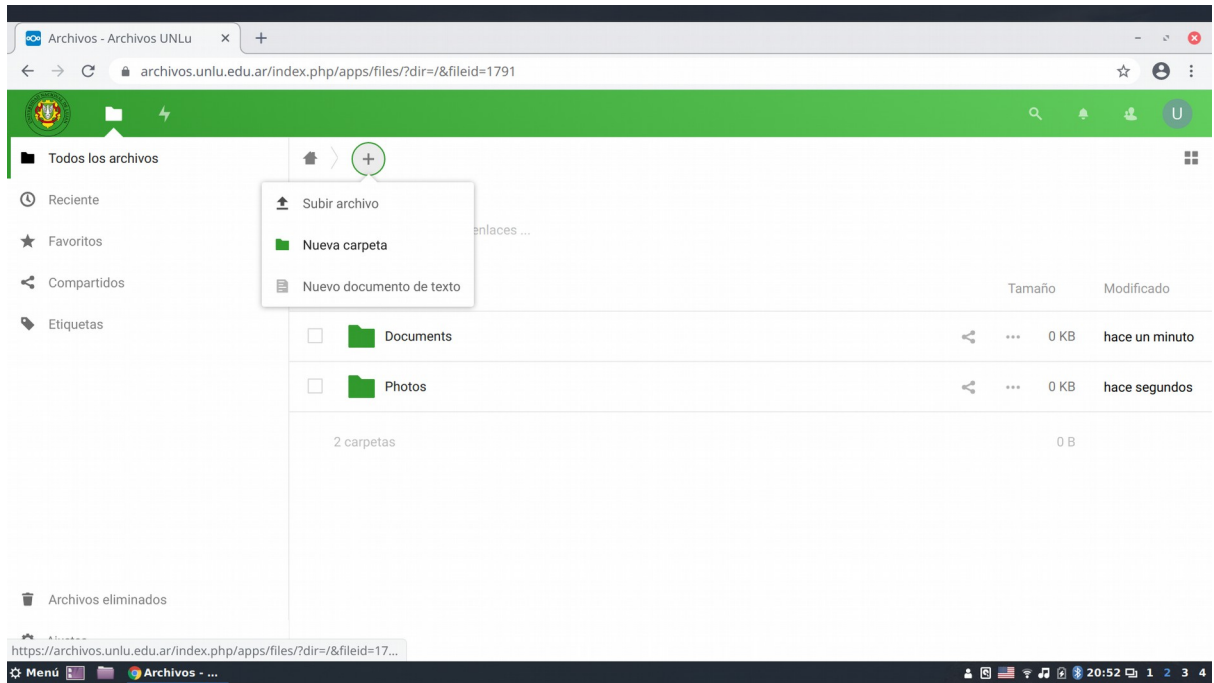 Archivos - Archivos UNLu
archivos.unlu.edu.ar/index.php/apps/files/?dir=/&fileid=1791
U
Todos los archivos
Reciente
Subir archivo
enlaces ...
Favoritos
Nueva carpeta
Compartidos
Nuevo documento de texto
Tamaño Modificado
Etiquetas
Documents 0 KB hace un minuto
Photos 0 KB hace segundos
2 carpetas 0 B
Archivos eliminados
https://archivos.unlu.edu.ar/index.php/apps/files/?dir=/&fileid=17...
Menú Archivos - ... 20:52 1 2 3 4